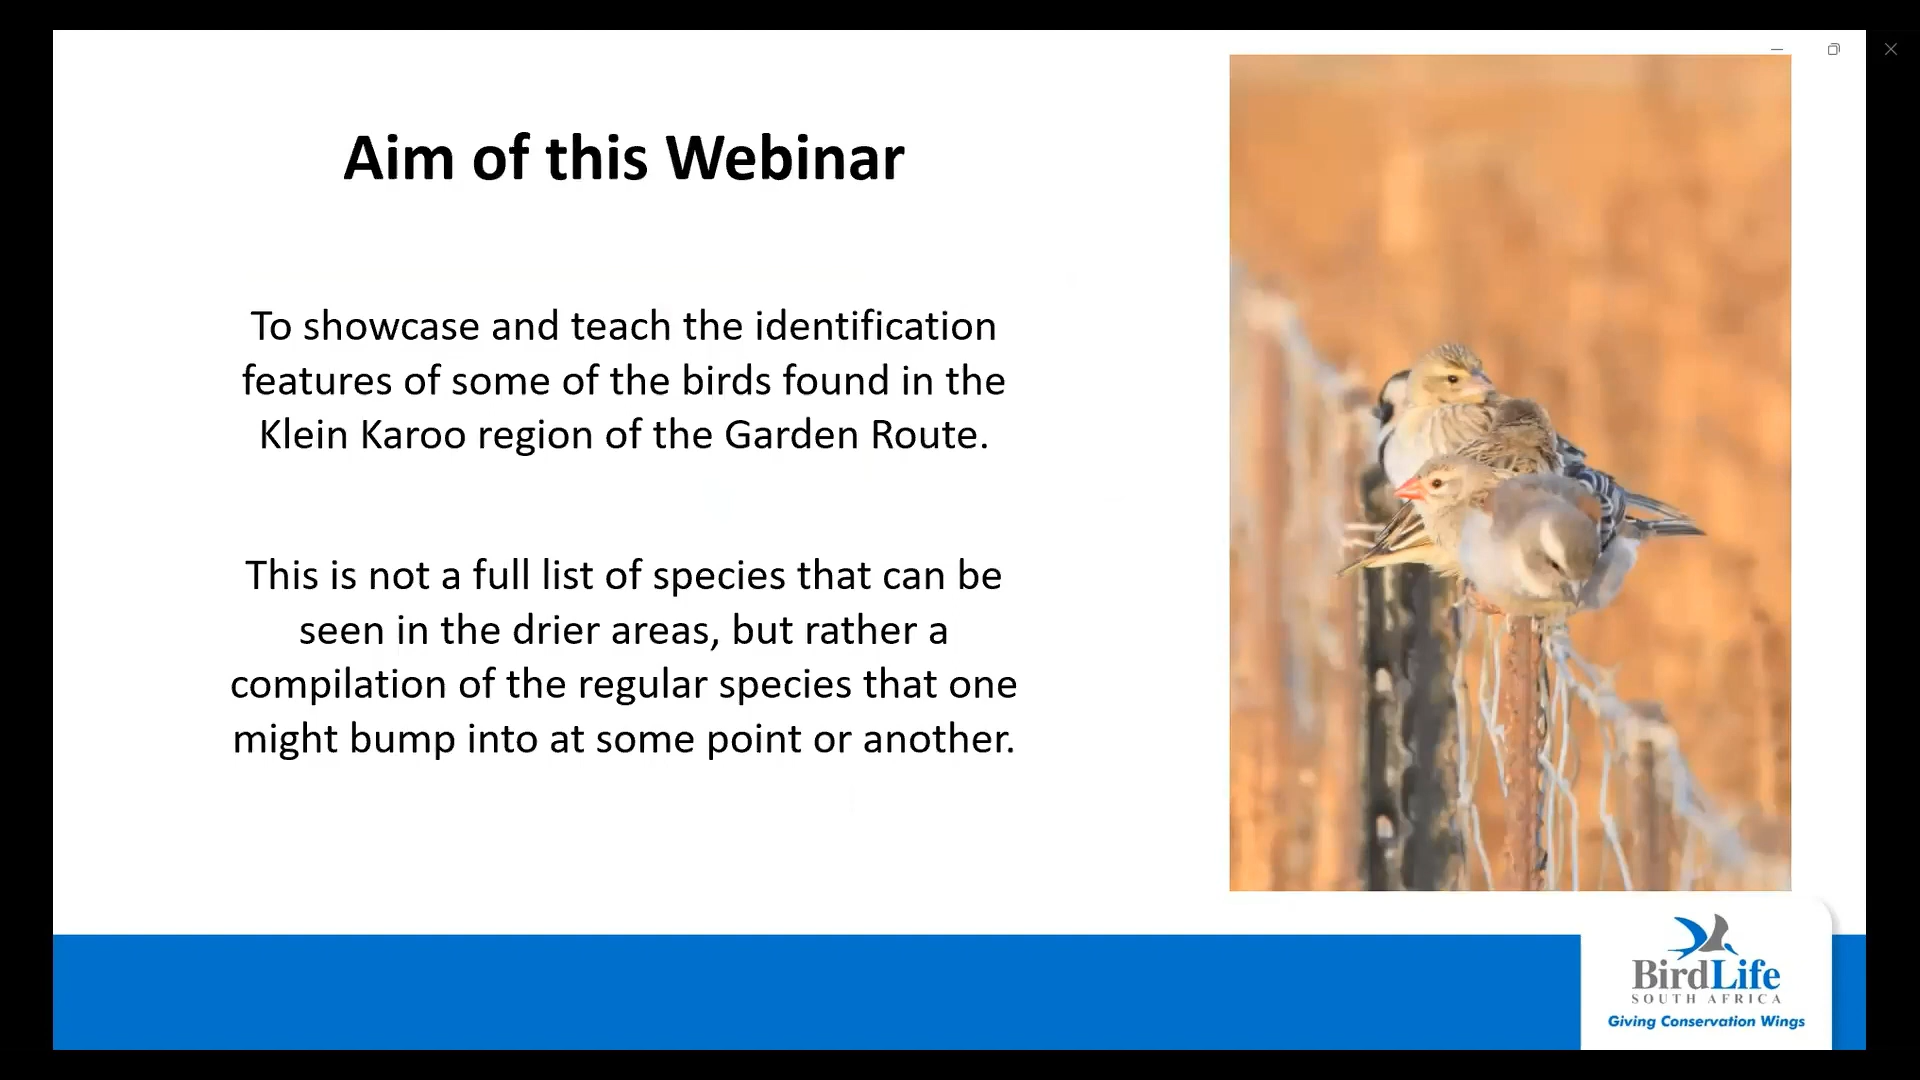 Aim of this Webinar
To showcase and teach the identification
features of some of the birds found in the
Klein Karoo region of the Garden Route.
This is not a full list of species that can be
seen in the drier areas, but rather a
compilation of the regular species that one
might bump into at some point or another.
BirdLife
SOUTH AFRICA
Giving Conservation Wings